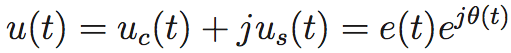 u(t) = u_c(t) + ju_s(t) = e(t)e^{jθ(t)}